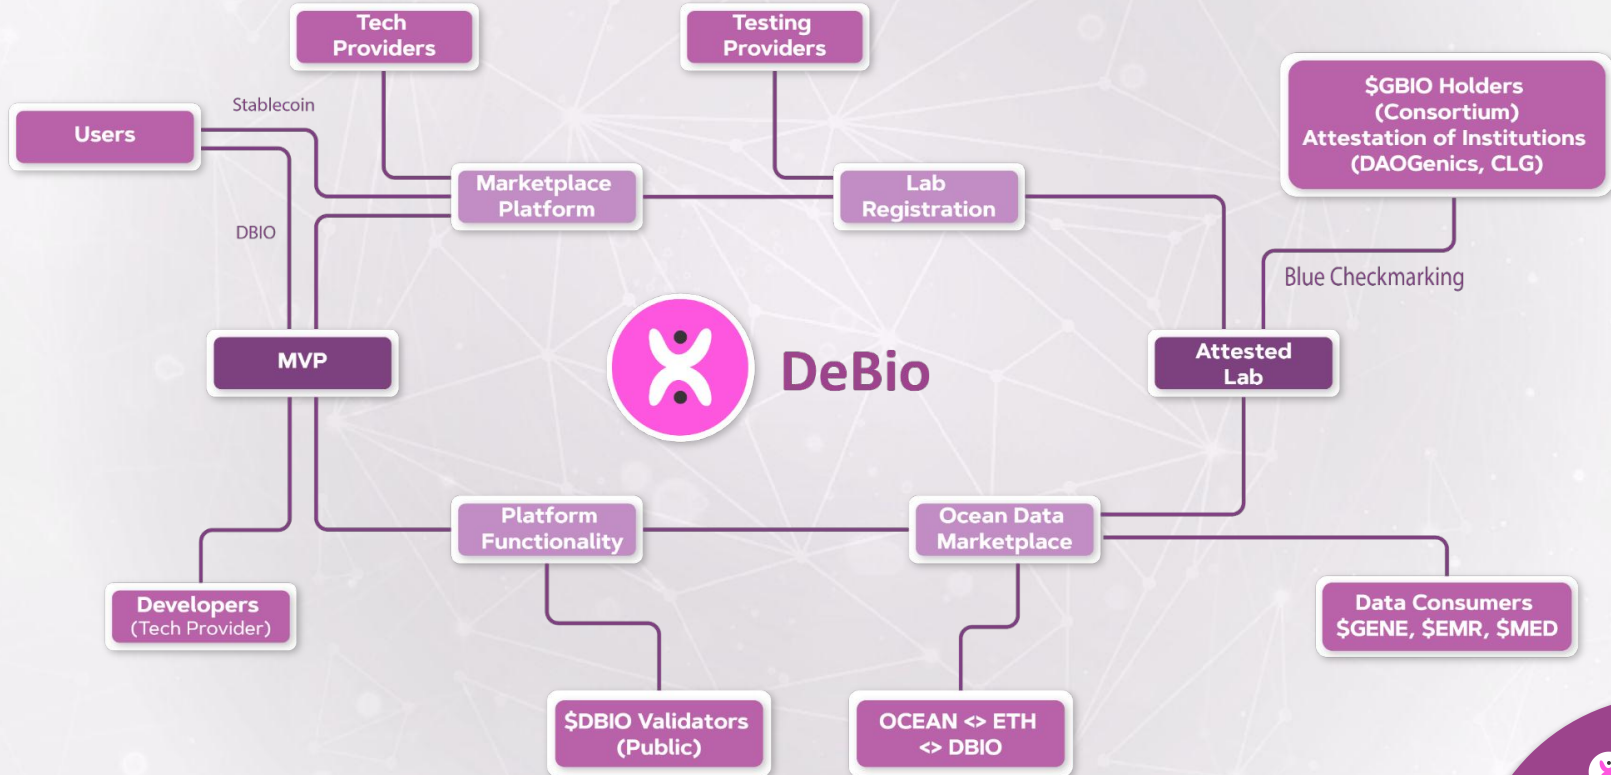 Tech
Providers
Testing
Providers
$GBIO Holders
(Consortium)
Attestation of Institutions
(DAOGenics, CLG)
Stablecoin
Users
Marketplace
Platform
Lab
Registration
DBIO
Blue Checkmarking
MVP
DeBio
Attested
Lab
Platform
Functionality
Ocean Data
Marketplace
Developers
(Tech Provider)
Data Consumers
$GENE, $EMR, $MED
$DBIO Validators
(Public)
OCEAN <> ETH
<> DBIO